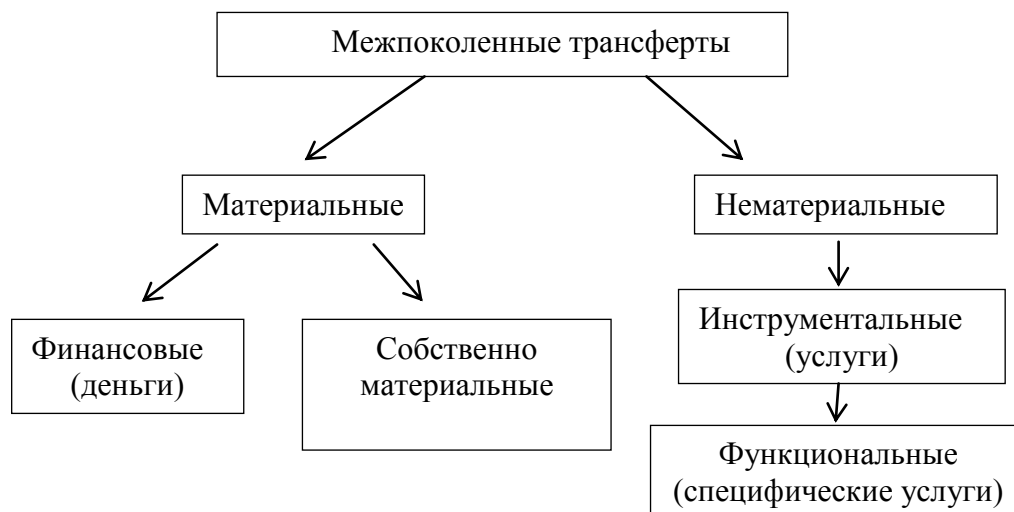 Межпоколенные трансферты
Материальные
Нематериальные
Финансовые
(деньги)
Собственно
материальные
Инструментальные
(услуги)
Функциональные
(специфические услуги)